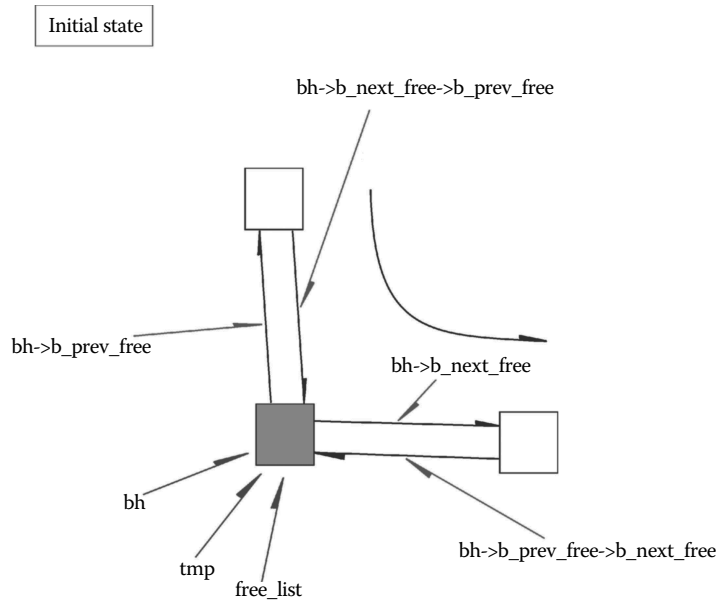 Initial state
bh->b_next_free->b_prev_free
bh->b_prev_free
bh->b_next_free
bh
bh->b_prev_free->b_next_free
tmp
free_list